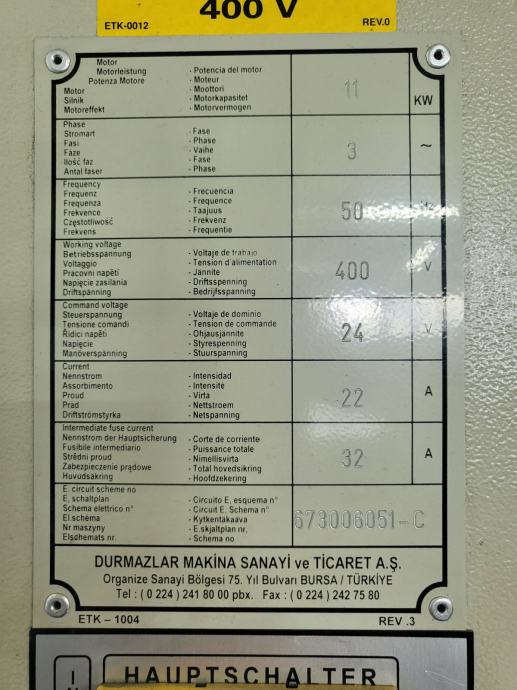 400 V
ETK-0012 REV.0
Motor
Motorleistung - Potencia del motor
Potenza Motore - Moteur
Motor - Moottori
Silnik - Motorkapasitet
Motoreffekt - Motorvermogen
11 KW
Phase
Stromart - Fase
Fasi - Phase
Fáze - Vaihe
Ilość faz - Fase
Antal faser - Phase
3 ~
Frequency
Frequenz - Frecuencia
Frequenza - Frequence
Frekvence - Taajuus
Częstotliwość - Frekvenz
Frekvens - Frequentie
50
Working voltage
Betriebsspannung - Voltaje de trabajo
Voltaggio - Tension d'alimentation
Pracovni napětí - Jännite
Napięcie zasilania - Driftsspenning
Driftspänning - Bedrijfsspanning
400 V
Command voltage
Steuerspannung - Voltaje de dominio
Tensione comandi - Tension de commande
Řidici napětí - Ohjausjännite
Napięcie - Styrespenning
Manöverspänning - Stuurspanning
24 V
Current
Nennstrom - Intensidad
Assorbimento - Intensite
Proud - Virta
Prad - Nettstroem
Driftströmstyrka - Netspanning
22 A
Intermediate fuse current
Nennstrom der Hauptsicherung - Corte de corriente
Fusibile intermediario - Puissance totale
Střední proud - Nimellisvirta
Zabezpieczenie prądowe - Total hovedsikring
Huvudsäkring - Hoofdzekering
32 A
E. circuit scheme no
E, schaltplan - Circuito E, esquema n°
Schema elettrico n° - Circuit E, Schema n°
El.schéma - Kytkentakaava
Nr maszyny - E.skjaltplan nr.
Elsǿhemats nr. - Schema no
673006051-C
DURMAZLAR MAKİNA SANAYİ ve TİCARET A.Ş.
Organize Sanayi Bölgesi 75. Yıl Bulvarı BURSA / TÜRKİYE
Tel : ( 0 224 ) 241 80 00 pbx. Fax : ( 0 224 ) 242 75 80
ETK - 1004 REV .3
HAUPTSCHALTER